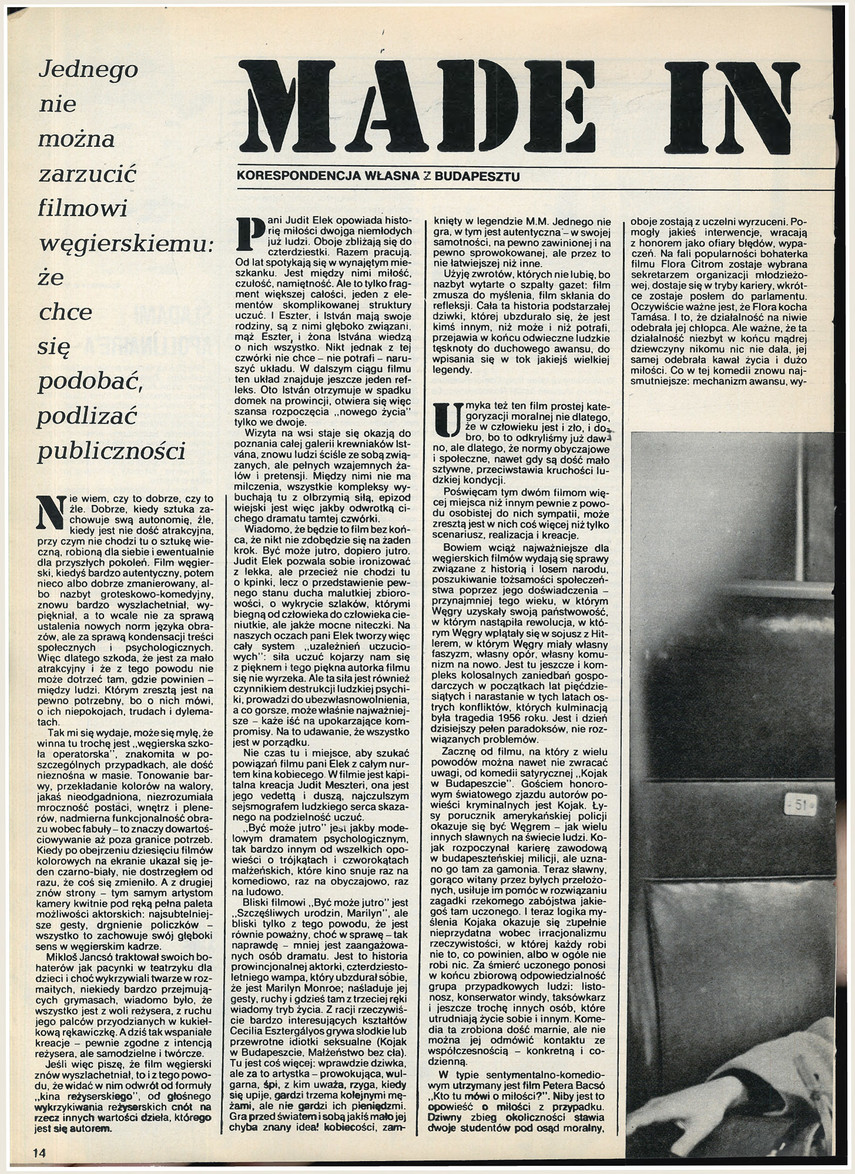 Jednego
nie
można
zarzucić
filmowi
węgierskiemu:
że
chce
się
podobać,
podlizać
publiczności
MADE IN
KORESPONDENCJA WŁASNA Z BUDAPESZTU
Nie wiem, czy to dobrze, czy to
źle. Dobrze, kiedy sztuka za-
chowuje swą autonomię, źle,
kiedy jest nie dość atrakcyjna,
przy czym nie chodzi tu o sztukę wie-
czną, robioną dla siebie i ewentualnie
dla przyszłych pokoleń. Film węgier-
ski, kiedyś bardzo autentyczny, potem
nieco albo dobrze zmanierowany, al-
bo nazbyt groteskowo-komedyjny,
znowu bardzo wyszlachetniał, wy-
piękniał, a to wcale nie za sprawą
ustalenia nowych norm języka obra-
zów, ale za sprawą kondensacji treści
społecznych i psychologicznych.
Więc dlatego szkoda, że jest za mało
atrakcyjny i że z tego powodu nie
może dotrzeć tam, gdzie powinien –
między ludzi. Którym zresztą jest na
pewno potrzebny, bo o nich mówi,
o ich niepokojach, trudach i dylema-
tach.
Tak mi się wydaje, może się mylę, że
winna tu trochę jest „węgierska szko-
ła operatorska”, znakomita w po-
szczególnych przypadkach, ale dość
nieznośna w masie. Tonowanie bar-
wy, przekładanie kolorów na walory,
jakaś nieodgadniona, niezrozumiała
mroczność postaci, wnętrz i plene-
rów, nadmierna funkcjonalność obra-
zu wobec fabuły – to znaczy dowartoś-
ciowywanie aż poza granice potrzeb.
Kiedy po obejrzeniu dziesięciu filmów
kolorowych na ekranie ukazał się je-
den czarno-biały, nie dostrzegłem od
razu, że coś się zmieniło. A z drugiej
znów strony – tym samym artystom
kamery kwitnie pod ręką pełna paleta
możliwości aktorskich: najsubtelniej-
sze gesty, drgnienie policzków –
wszystko to zachowuje swój głęboki
sens w węgierskim kadrze.
Mikloś Jancsó traktował swoich bo-
haterów jak pacynki w teatrzyku dla
dzieci i choć wykrzywiali twarze w roz-
maitych, niekiedy bardzo przejmują-
cych grymasach, wiadomo było, że
wszystko jest z woli reżysera, z ruchu
jego palców przyodzianych w kukieł-
kową rękawiczkę. A dziś tak wspaniałe
kreacje – pewnie zgodne z intencją
reżysera, ale samodzielne i twórcze.
Jeśli więc piszę, że film węgierski
znów wyszlachetniał, to i z tego powo-
du, że widać w nim odwrót od formuły
„kina reżyserskiego”, od głośnego
wykrzykiwania reżyserskich cnót na
rzecz innych wartości dzieła, którego
jest się autorem.
Pani Judit Elek opowiada histo-
rię miłości dwojga niemłodych
już ludzi. Oboje zbliżają się do
czterdziestki. Razem pracują.
Od lat spotykają się w wynajętym mie-
szkaniu. Jest między nimi miłość,
czułość, namiętność. Ale to tylko frag-
ment większej całości, jeden z ele-
mentów skomplikowanej struktury
uczuć. I Eszter, i István mają swoje
rodziny, są z nimi głęboko związani,
mąż Eszter, i żona Istvána wiedzą
o nich wszystko. Nikt jednak z tej
czwórki nie chce – nie potrafi – naru-
szyć układu. W dalszym ciągu filmu
ten układ znajduje jeszcze jeden ref-
leks. Oto István otrzymuje w spadku
domek na prowincji, otwiera się więc
szansa rozpoczęcia „nowego życia”
tylko we dwoje.
Wizyta na wsi staje się okazją do
poznania całej galerii krewniaków Ist-
vána, znowu ludzi ściśle ze sobą zwią-
zanych, ale pełnych wzajemnych ża-
lów i pretensji. Między nimi nie ma
milczenia, wszystkie kompleksy wy-
buchają tu z olbrzymią siłą, epizod
wiejski jest więc jakby odwrotką ci-
chego dramatu tamtej czwórki.
Wiadomo, że będzie to film bez koń-
ca, że nikt nie zdobędzie się na żaden
krok. Być może jutro, dopiero jutro.
Judit Elek pozwala sobie ironizować
z lekka, ale przecież nie chodzi tu
o kpinki, lecz o przedstawienie pew-
nego stanu ducha malutkiej zbioro-
wości, o wykrycie szlaków, którymi
biegną od człowieka do człowieka cie-
niutkie, ale jakże mocne niteczki. Na
naszych oczach pani Elek tworzy więc
cały system „uzależnień uczucio-
wych”: siła uczuć kojarzy nam się
z pięknem i tego piękna autorka filmu
się nie wyrzeka. Ale ta siła jest również
czynnikiem destrukcji ludzkiej psychi-
ki, prowadzi do ubezwłasnowolnienia,
a co gorsze, może właśnie najważniej-
sze – każe iść na upokarzające kom-
promisy. Na to udawanie, że wszystko
jest w porządku.
Nie czas tu i miejsce, aby szukać
powiązań filmu pani Elek z całym nur-
tem kina kobiecego. W filmie jest kapi-
talna kreacja Judit Meszteri, ona jest
jego vedettą i duszą, najczulszym
sejsmografem ludzkiego serca skaza-
nego na podzielność uczuć.
„Być może jutro” jest jakby mode-
lowym dramatem psychologicznym,
tak bardzo innym od wszelkich opo-
wieści o trójkątach i czworokątach
małżeńskich, które kino snuje raz na
komediowo, raz na obyczajowo, raz
na ludowo.
Bliski filmowi „Być może jutro” jest
„Szczęśliwych urodzin, Marilyn”, ale
bliski tylko z tego powodu, że jest
równie poważny, choć w sprawę – tak
naprawdę – mniej jest zaangażowa-
nych osób dramatu. Jest to historia
prowincjonalnej aktorki, czterdziesto-
letniego wampa, który ubzdurał sobie,
że jest Marilyn Monroe; naśladuje jej
gesty, ruchy i gdzieś tam z trzeciej ręki
wiadomy tryb życia. Z racji rzeczywiś-
cie bardzo interesujących kształtów
Cecilia Esztergályos grywa słodkie lub
przewrotne idiotki seksualne (Kojak
w Budapeszcie, Małżeństwo bez cła).
Tu jest coś więcej: wprawdzie dziwka,
ale za to artystka – prowokująca, wul-
garna, śpi, z kim uważa, rzyga, kiedy
się upije, gardzi trzema kolejnymi mę-
żami, ale nie gardzi ich pieniędzmi.
Gra przed światem i sobą jakiś mało jej
chyba znany ideał kobiecości, zam-
knięty w legendzie M.M. Jednego nie
gra, w tym jest autentyczna – w swojej
samotności, na pewno zawinionej i na
pewno sprowokowanej, ale przez to
nie łatwiejszej niż inne.
Użyję zwrotów, których nie lubię, bo
nazbyt wytarte o szpalty gazet: film
zmusza do myślenia, film skłania do
refleksji. Cała ta historia podstarzałej
dziwki, której ubzdurało się, że jest
kimś innym, niż może i niż potrafi,
przejawia w końcu odwieczne ludzkie
tęsknoty do duchowego awansu, do
wpisania się w tok jakiejś wielkiej
legendy.
Umyka też ten film prostej kate-
goryzacji moralnej nie dlatego,
że w człowieku jest i zło, i do-
bro, bo to odkryliśmy już daw-
no, ale dlatego, że normy obyczajowe
i społeczne, nawet gdy są dość mało
sztywne, przeciwstawia kruchości lu-
dzkiej kondycji.
Poświęcam tym dwóm filmom wię-
cej miejsca niż innym pewnie z powo-
du osobistej do nich sympatii, może
zresztą jest w nich coś więcej niż tylko
scenariusz, realizacja i kreacje.
Bowiem wciąż najważniejsze dla
węgierskich filmów wydają się sprawy
związane z historią i losem narodu,
poszukiwanie tożsamości społeczeń-
stwa poprzez jego doświadczenia –
przynajmniej tego wieku, w którym
Węgry uzyskały swoją państwowość,
w którym nastąpiła rewolucja, w któ-
rym Węgry wplątały się w sojusz z Hit-
lerem, w którym Węgry miały własny
faszyzm, własny opór, własny komu-
nizm na nowo. Jest tu jeszcze i kom-
pleks kolosalnych zaniedbań gospo-
darczych w początkach lat pięćdzie-
siątych i narastanie w tych latach os-
trych konfliktów, których kulminacją
była tragedia 1956 roku. Jest i dzień
dzisiejszy pełen paradoksów, nie roz-
wiązanych problemów.
Zacznę od filmu, na który z wielu
powodów można nawet nie zwracać
uwagi, od komedii satyrycznej „Kojak
w Budapeszcie”. Gościem honoro-
wym światowego zjazdu autorów po-
wieści kryminalnych jest Kojak. Ły-
sy porucznik amerykańskiej policji
okazuje się być Węgrem – jak wielu
innych sławnych na świecie ludzi. Ko-
jak rozpoczynał karierę zawodową
w budapeszteńskiej milicji, ale uzna-
no go tam za gamonia. Teraz sławny,
gorąco witany przez byłych przełożo-
nych, usiłuje im pomóc w rozwiązaniu
zagadki rzekomego zabójstwa jakie-
goś tam uczonego. I teraz logika my-
ślenia Kojaka okazuje się zupełnie
nieprzydatna wobec irracjonalizmu
rzeczywistości, w której każdy robi
nie to, co powinien, albo w ogóle nie
robi nic. Za śmierć uczonego ponosi
w końcu zbiorową odpowiedzialność
grupa przypadkowych ludzi: listo-
nosz, konserwator windy, taksówkarz
i jeszcze trochę innych osób, które
utrudniają życie sobie i innym. Kome-
dia ta zrobiona dość marnie, ale nie
można jej odmówić kontaktu ze
współczesnością – konkretną i co-
dzienną.
W typie sentymentalno-komedio-
wym utrzymany jest film Petera Bacsó
„Kto tu mówi o miłości?”. Niby jest to
opowieść o miłości z przypadku.
Dziwny zbieg okoliczności stawia
dwoje studentów pod osąd moralny,
oboje zostają z uczelni wyrzuceni. Po-
mogły jakieś interwencje, wracają
z honorem jako ofiary błędów, wypa-
czeń. Na fali popularności bohaterka
filmu Flora Citrom zostaje wybrana
sekretarzem organizacji młodzieżo-
wej, dostaje się w tryby kariery, wkrót-
ce zostaje posłem do parlamentu.
Oczywiście ważne jest, że Flora kocha
Tamása. I to, że działalność na niwie
odebrała jej chłopca. Ale ważne, że ta
działalność niezbyt w końcu mądrej
dziewczyny nikomu nic nie dała, jej
samej odebrała kawał życia i dużo
miłości. Co w tej komedii znowu naj-
smutniejsze: mechanizm awansu, wy-
51
14